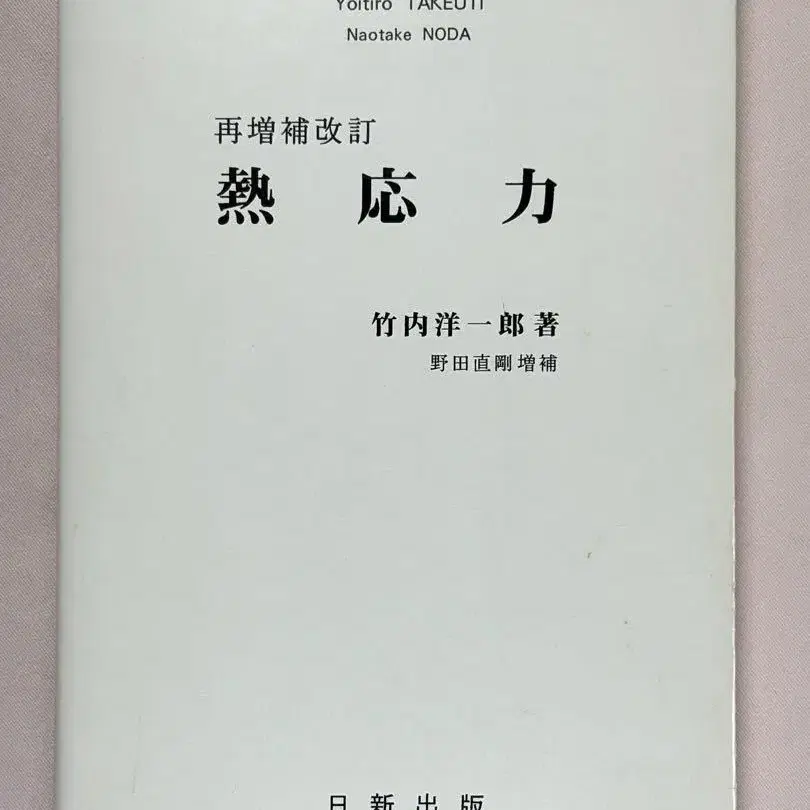 Yoitiro TAKEUTI
Naotake NODA
再増補改訂
熱応力
竹内洋一郎著
野田直剛増補
日新出版